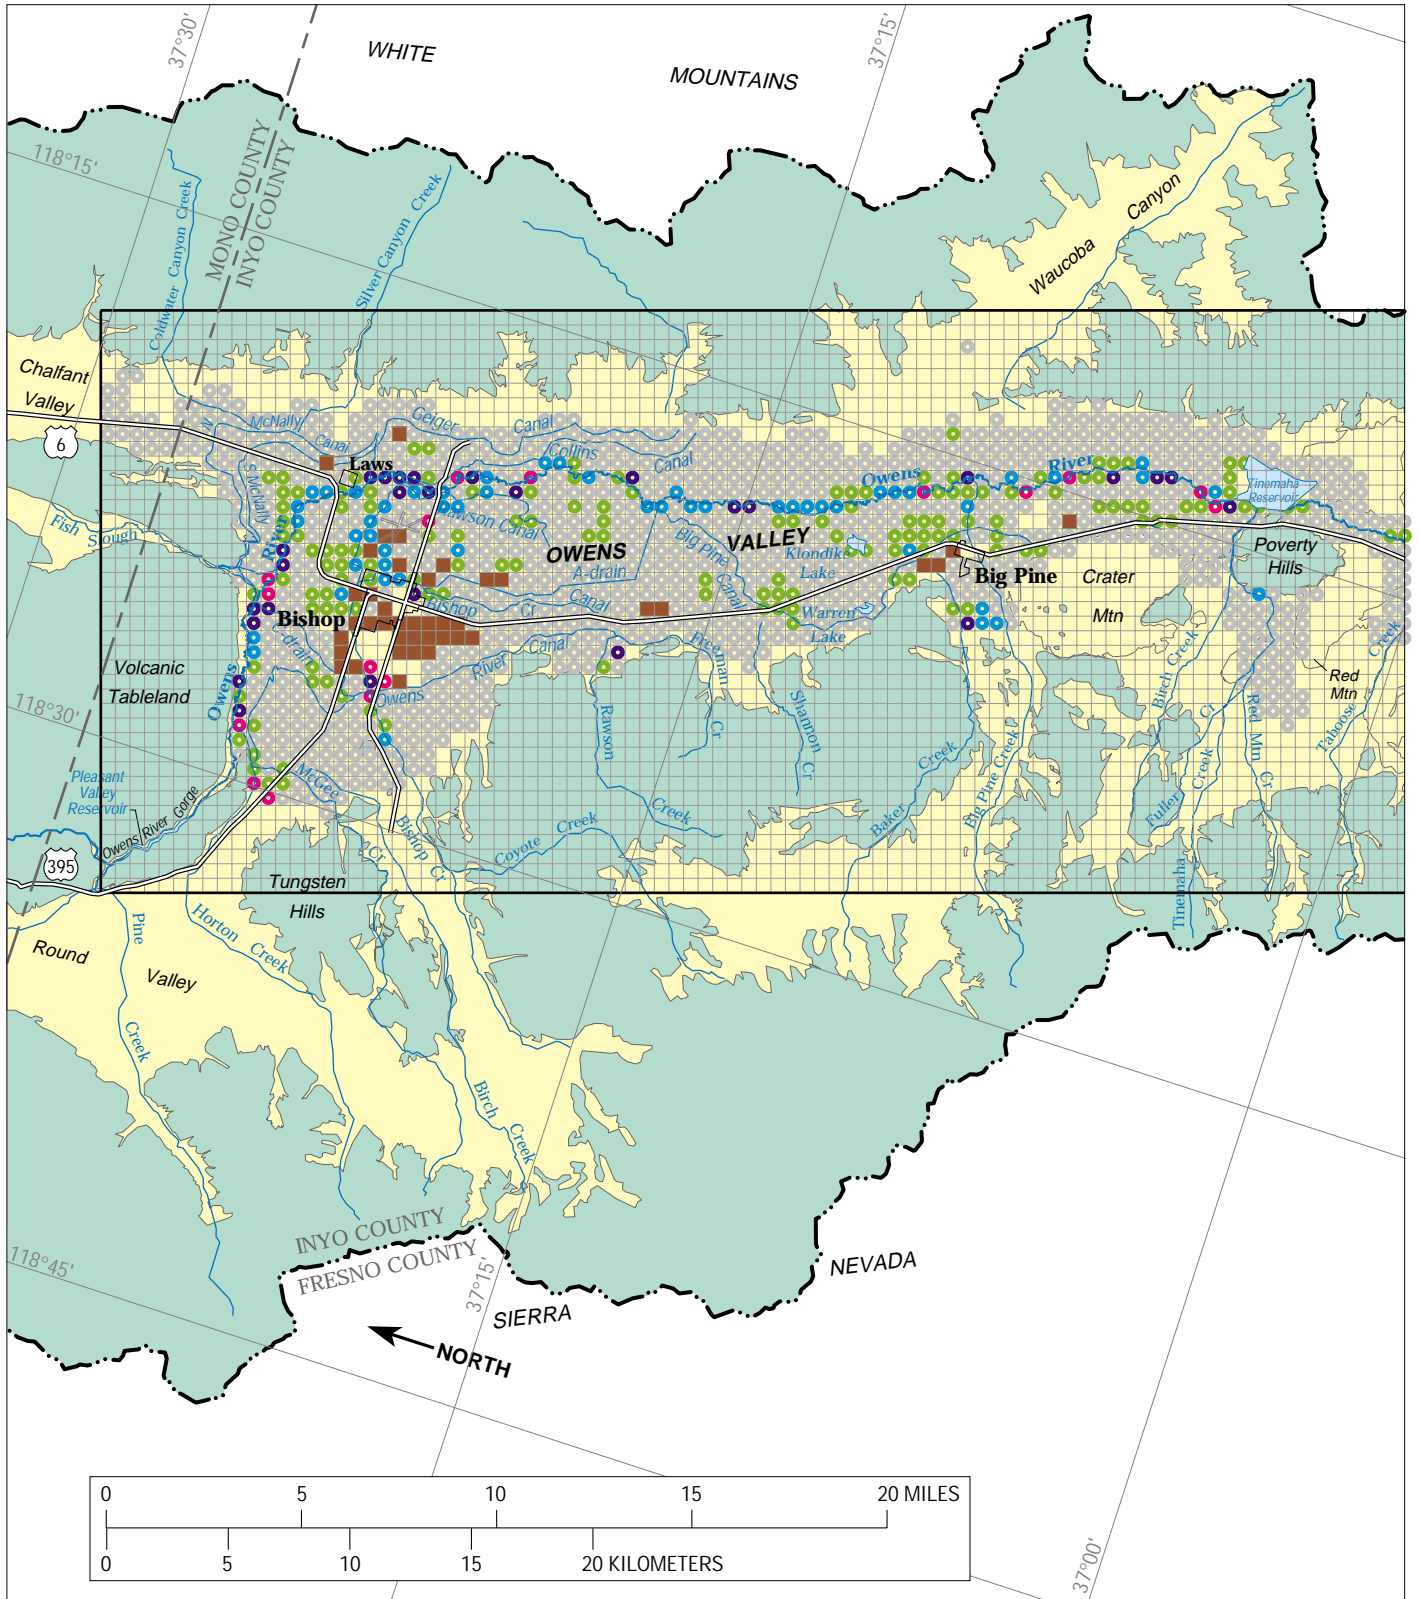 37°30'
WHITE
MOUNTAINS
37°15'
118°15'
MONO COUNTY
INYO COUNTY
Coldwater Canyon Creek
Silver Canyon Creek
Waucoba Canyon
Chalfant
Valley
6
N McNally Canal
Geiger Canal
Collins Canal
Laws
S McNally
Owens River
Tinemaha
Reservoir
Fish Slough
River
Rawson Canal
OWENS VALLEY
Big Pine Canal
Klondike
Lake
A-drain
Big Pine
Crater
Mtn
Poverty
Hills
Bishop
Bishop Cr Canal
Warren
Lake
Volcanic
Tableland
Owens
-drain
Owens River Canal
Rawson
Freeman Cr
Shannon Cr
Birch Creek
Red Mtn Cr
Red
Mtn
Taboose Creek
118°30'
Pleasant
Valley
Reservoir
Owens River Gorge
McGee Cr
Bishop Cr
Coyote Creek
Creek
Baker Creek
Big Pine Creek
Fuller Creek
Tinemaha Cr
395
Tungsten
Hills
Round Valley
Pine Creek
Horton Creek
Birch Creek
118°45'
INYO COUNTY
FRESNO COUNTY
37°15'
SIERRA NEVADA
NORTH
37°00'
0 5 10 15 20 MILES
0 5 10 15 20 KILOMETERS